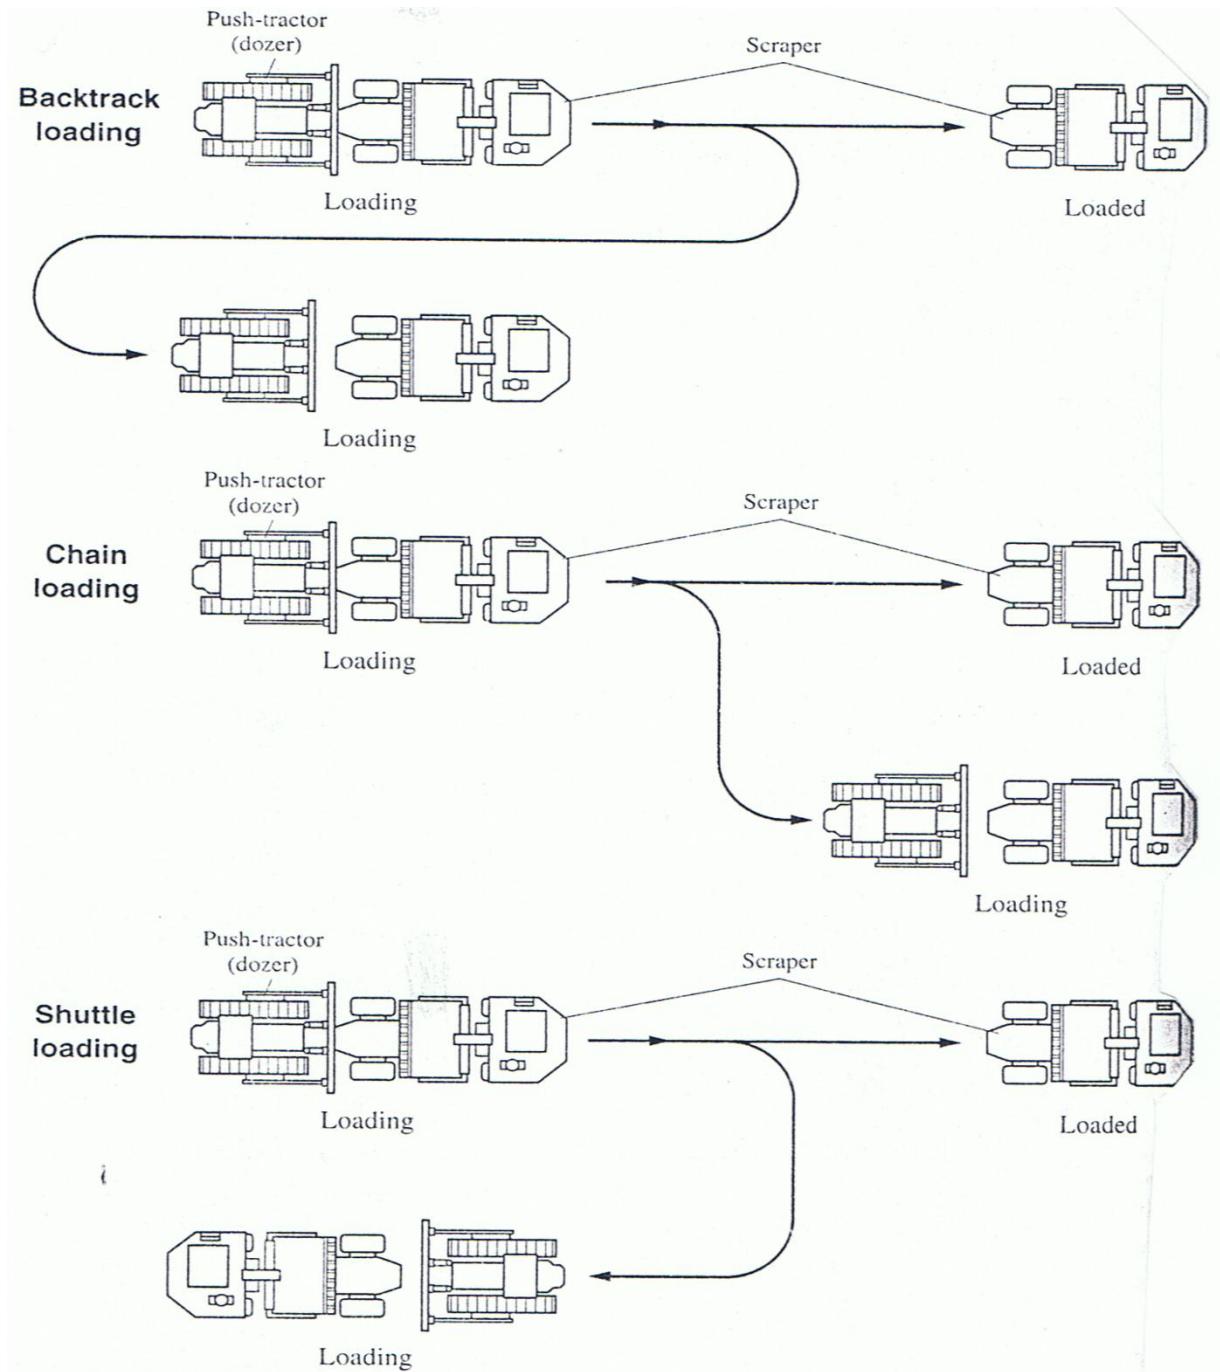 Push-tractor
(dozer)
Scraper
Backtrack
loading
Loading
Loaded
Loading
Push-tractor
(dozer)
Scraper
Chain
loading
Loading
Loaded
Loading
Push-tractor
(dozer)
Scraper
Shuttle
loading
Loading
Loaded
Loading